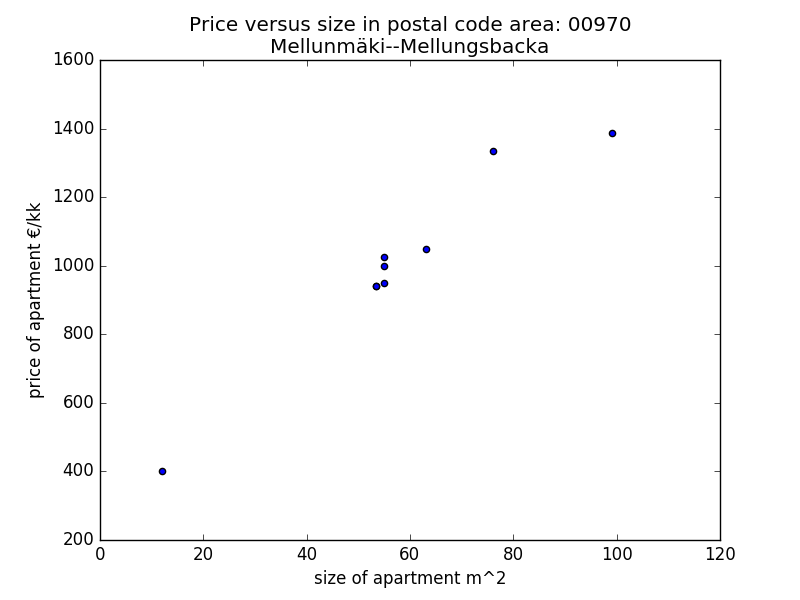 Price versus size in postal code area: 00970
Mellunmäki--Mellungsbacka
1600
1400
1200
1000
800
600
400
200
price of apartment €/kk
0 20 40 60 80 100 120
size of apartment m^2